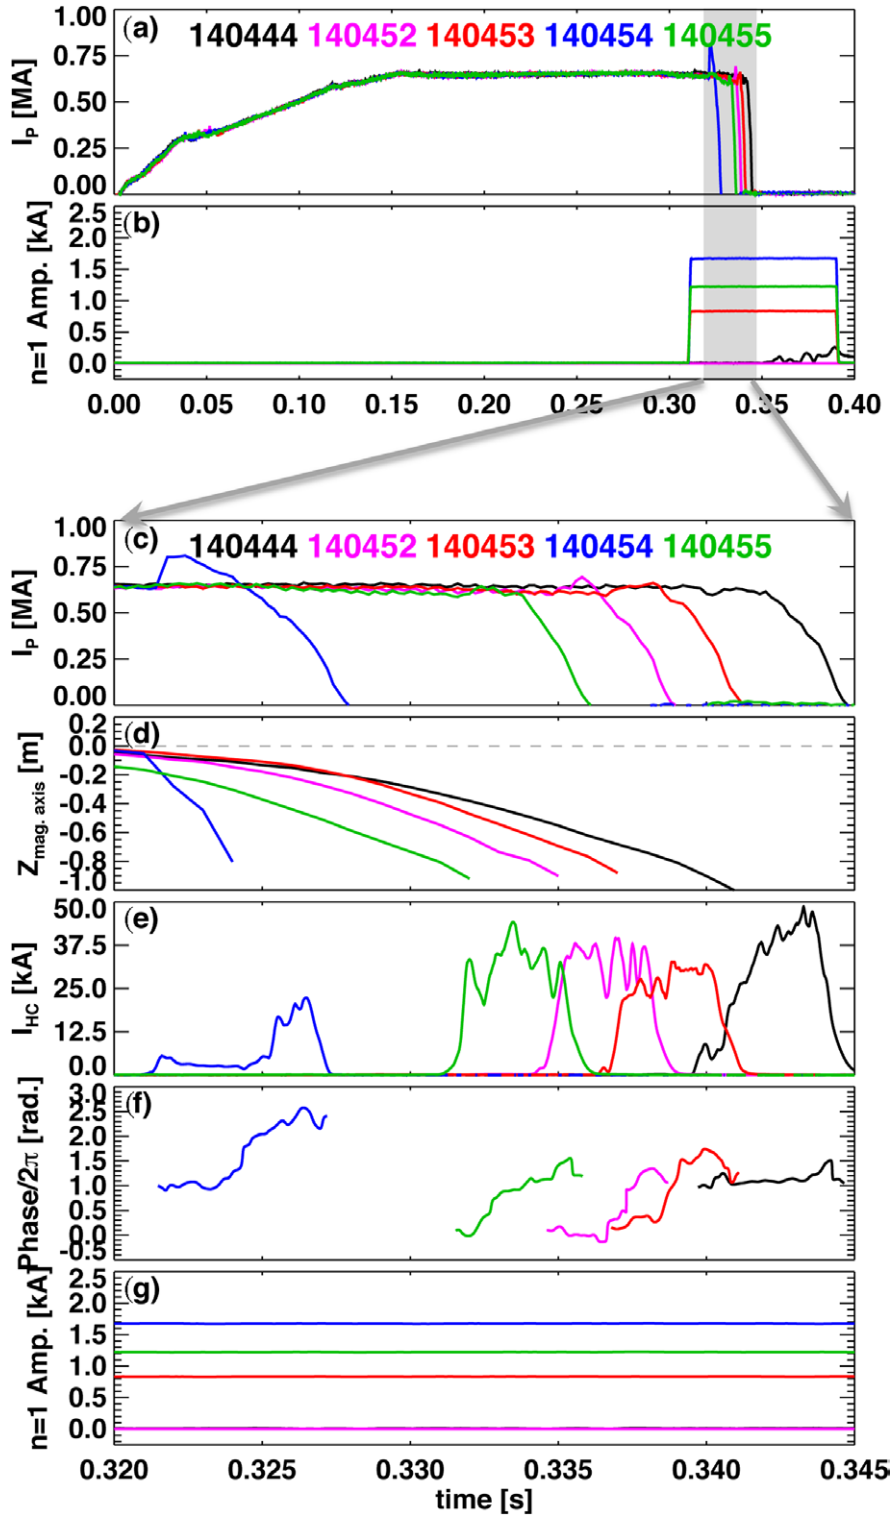 (a) 140444 140452 140453 140454 140455
1.00
0.75
0.50
0.25
0.00
I_P [MA]
(b)
2.5
2.0
1.5
1.0
0.5
0.0
n=1 Amp. [kA]
0.00 0.05 0.10 0.15 0.20 0.25 0.30 0.35 0.40
(c) 140444 140452 140453 140454 140455
1.00
0.75
0.50
0.25
0.00
I_P [MA]
(d)
0.2
0.0
-0.2
-0.4
-0.6
-0.8
-1.0
Z_mag. axis [m]
(e)
50.0
37.5
25.0
12.5
0.0
I_HC [kA]
(f)
3.0
2.5
2.0
1.5
1.0
0.5
0.0
-0.5
Phase/2π [rad.]
(g)
2.5
2.0
1.5
1.0
0.5
0.0
n=1 Amp. [kA]
0.320 0.325 0.330 0.335 0.340 0.345
time [s]